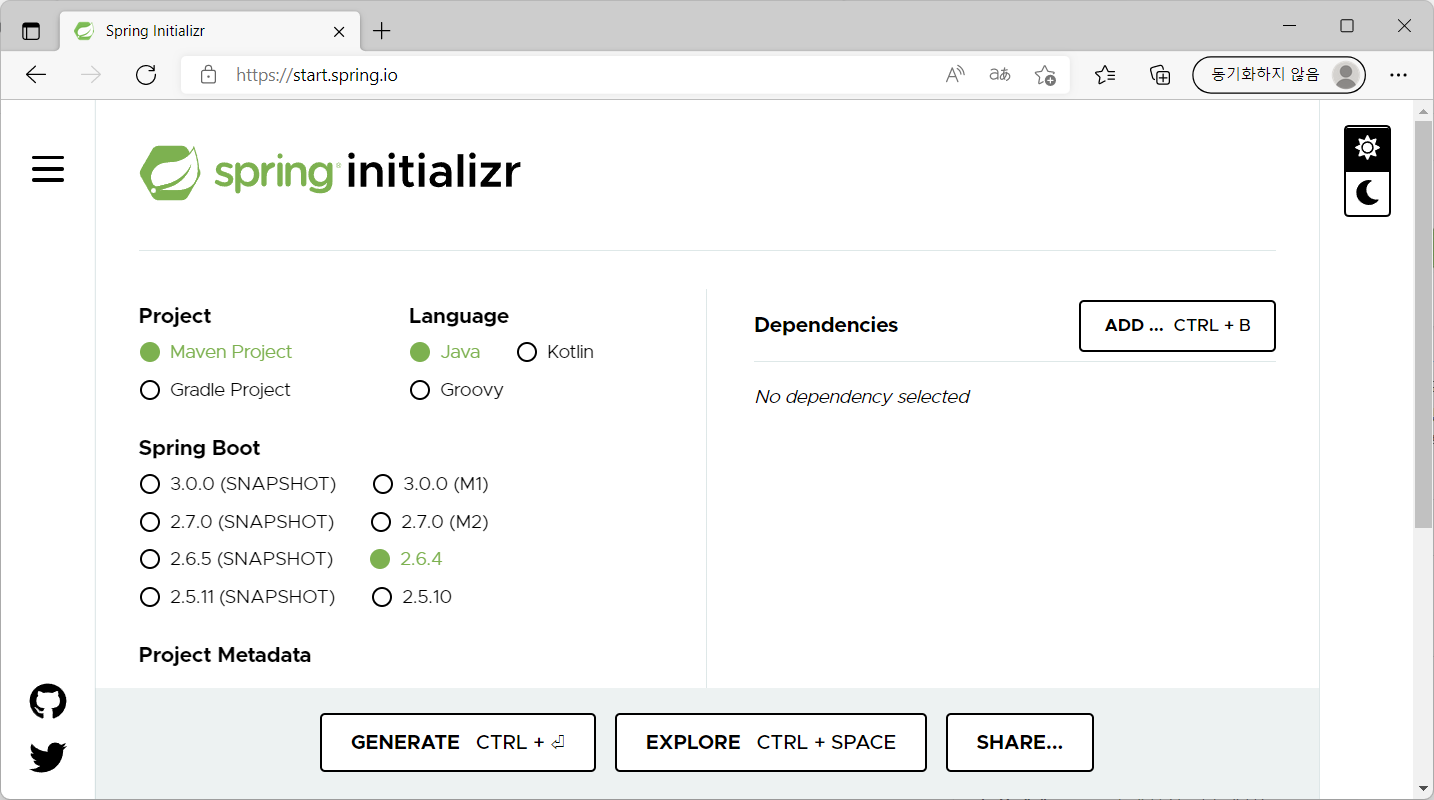 Spring Initializr
https://start.spring.io
동기화하지 않음
spring initializr
Project
Maven Project
Gradle Project
Language
Java
Kotlin
Groovy
Spring Boot
3.0.0 (SNAPSHOT)
3.0.0 (M1)
2.7.0 (SNAPSHOT)
2.7.0 (M2)
2.6.5 (SNAPSHOT)
2.6.4
2.5.11 (SNAPSHOT)
2.5.10
Project Metadata
Dependencies
ADD ... CTRL + B
No dependency selected
GENERATE CTRL + ⏎
EXPLORE CTRL + SPACE
SHARE...